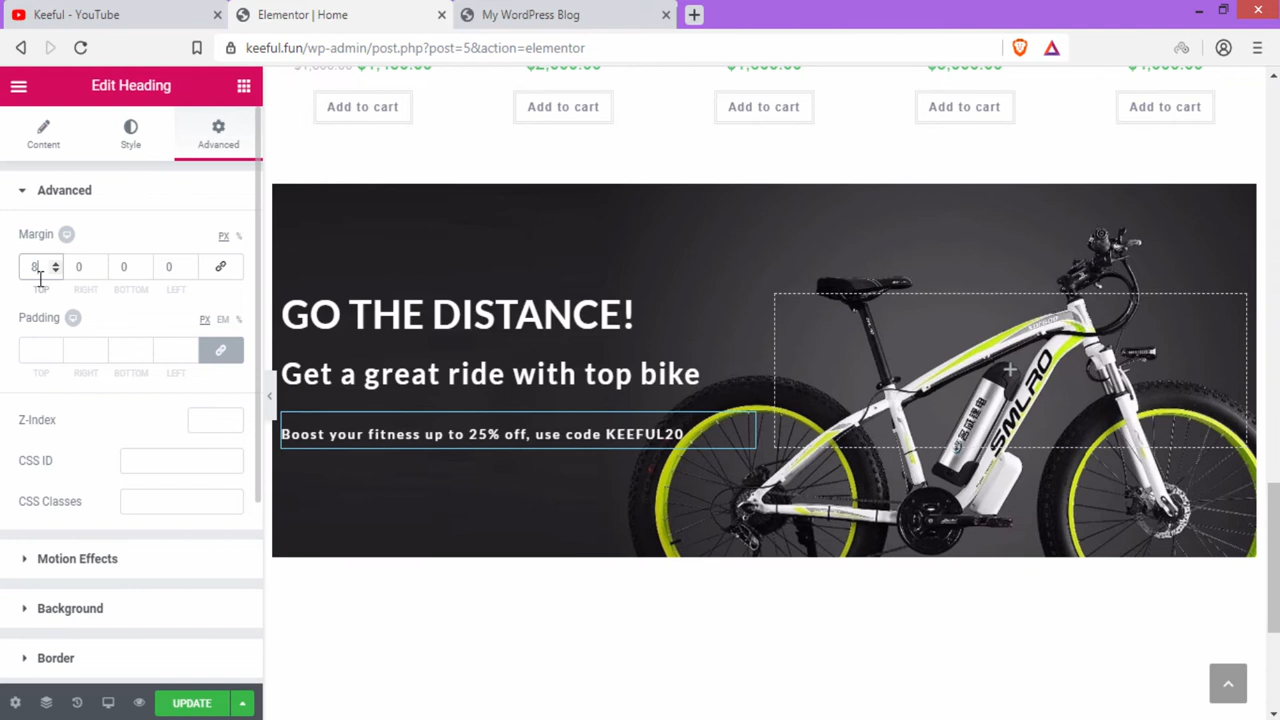 Keeful - YouTube
Elementor | Home
My WordPress Blog
keeful.fun/wp-admin/post.php?post=5&action=elementor
Edit Heading
Content
Style
Advanced
Advanced
Margin
PX %
8 0 0 0
TOP RIGHT BOTTOM LEFT
Padding
PX EM %
TOP RIGHT BOTTOM LEFT
Z-Index
CSS ID
CSS Classes
Motion Effects
Background
Border
UPDATE
Add to cart
Add to cart
Add to cart
Add to cart
Add to cart
GO THE DISTANCE!
Get a great ride with top bike
Boost your fitness up to 25% off, use code KEEFUL20
SMLRO